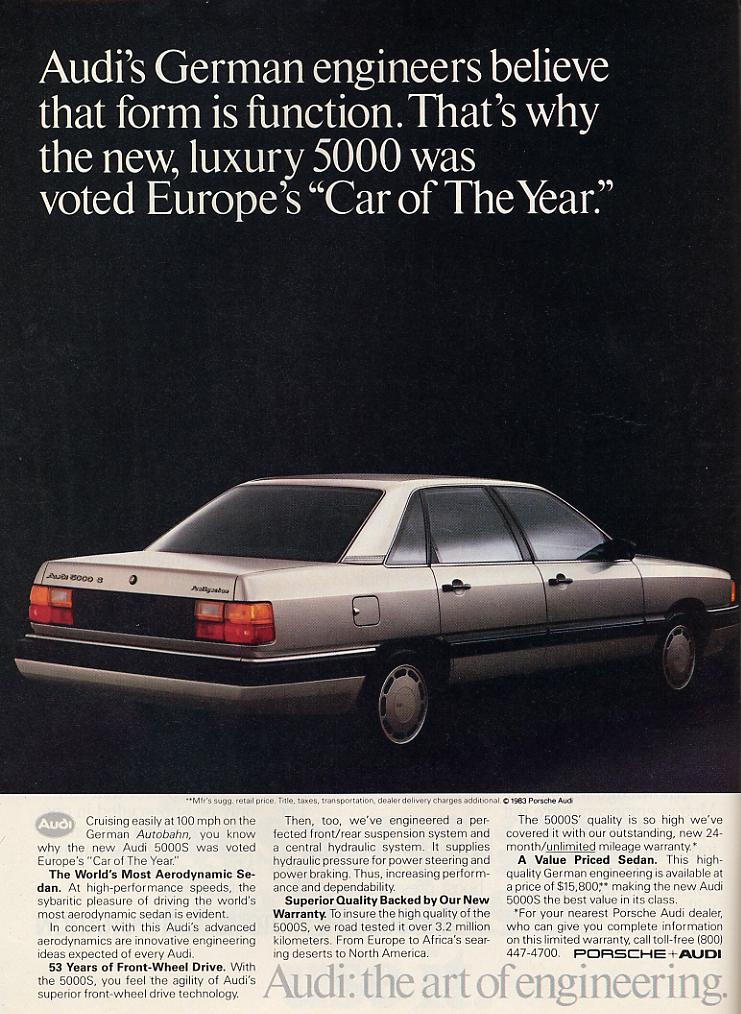 Audi's German engineers believe
that form is function. That's why
the new, luxury 5000 was
voted Europe's “Car of The Year.”
Audi 5000 S
**Mfr's sugg. retail price. Title, taxes, transportation, dealer delivery charges additional. © 1983 Porsche Audi
Audi
Cruising easily at 100 mph on the
German Autobahn, you know
why the new Audi 5000S was voted
Europe's “Car of The Year.”
The World's Most Aerodynamic Se-
dan. At high-performance speeds, the
sybaritic pleasure of driving the world's
most aerodynamic sedan is evident.
In concert with this Audi's advanced
aerodynamics are innovative engineering
ideas expected of every Audi.
53 Years of Front-Wheel Drive. With
the 5000S, you feel the agility of Audi's
superior front-wheel drive technology.
Then, too, we've engineered a per-
fected front/rear suspension system and
a central hydraulic system. It supplies
hydraulic pressure for power steering and
power braking. Thus, increasing perform-
ance and dependability.
Superior Quality Backed by Our New
Warranty. To insure the high quality of the
5000S, we road tested it over 3.2 million
kilometers. From Europe to Africa's sear-
ing deserts to North America.
The 5000S' quality is so high we've
covered it with our outstanding, new 24-
month/unlimited mileage warranty.*
A Value Priced Sedan. This high-
quality German engineering is available at
a price of $15,800,** making the new Audi
5000S the best value in its class.
*For your nearest Porsche Audi dealer,
who can give you complete information
on this limited warranty, call toll-free (800)
447-4700. PORSCHE+AUDI
Audi: the art of engineering.